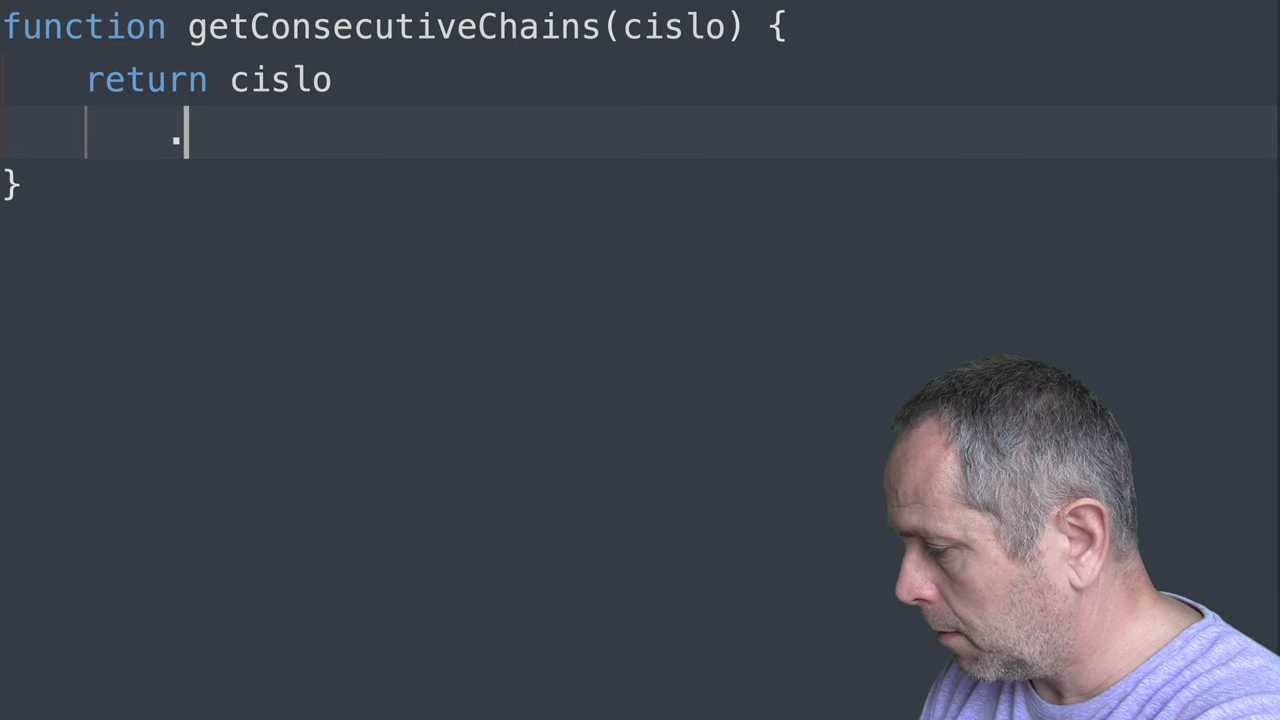 function getConsecutiveChains(cislo) {
    return cislo
        .
}